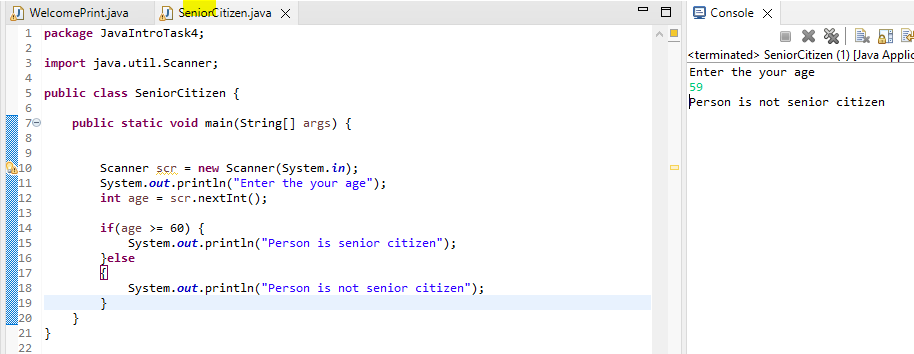 WelcomePrint.java SeniorCitizen.java
1 package JavaIntroTask4;
2
3 import java.util.Scanner;
4
5 public class SeniorCitizen {
6
7 public static void main(String[] args) {
8
9
10 Scanner scr = new Scanner(System.in);
11 System.out.println("Enter the your age");
12 int age = scr.nextInt();
13
14 if(age >= 60) {
15 System.out.println("Person is senior citizen");
16 }else
17 {
18 System.out.println("Person is not senior citizen");
19 }
20 }
21 }
22
Console
<terminated> SeniorCitizen (1) [Java Applic
Enter the your age
59
Person is not senior citizen